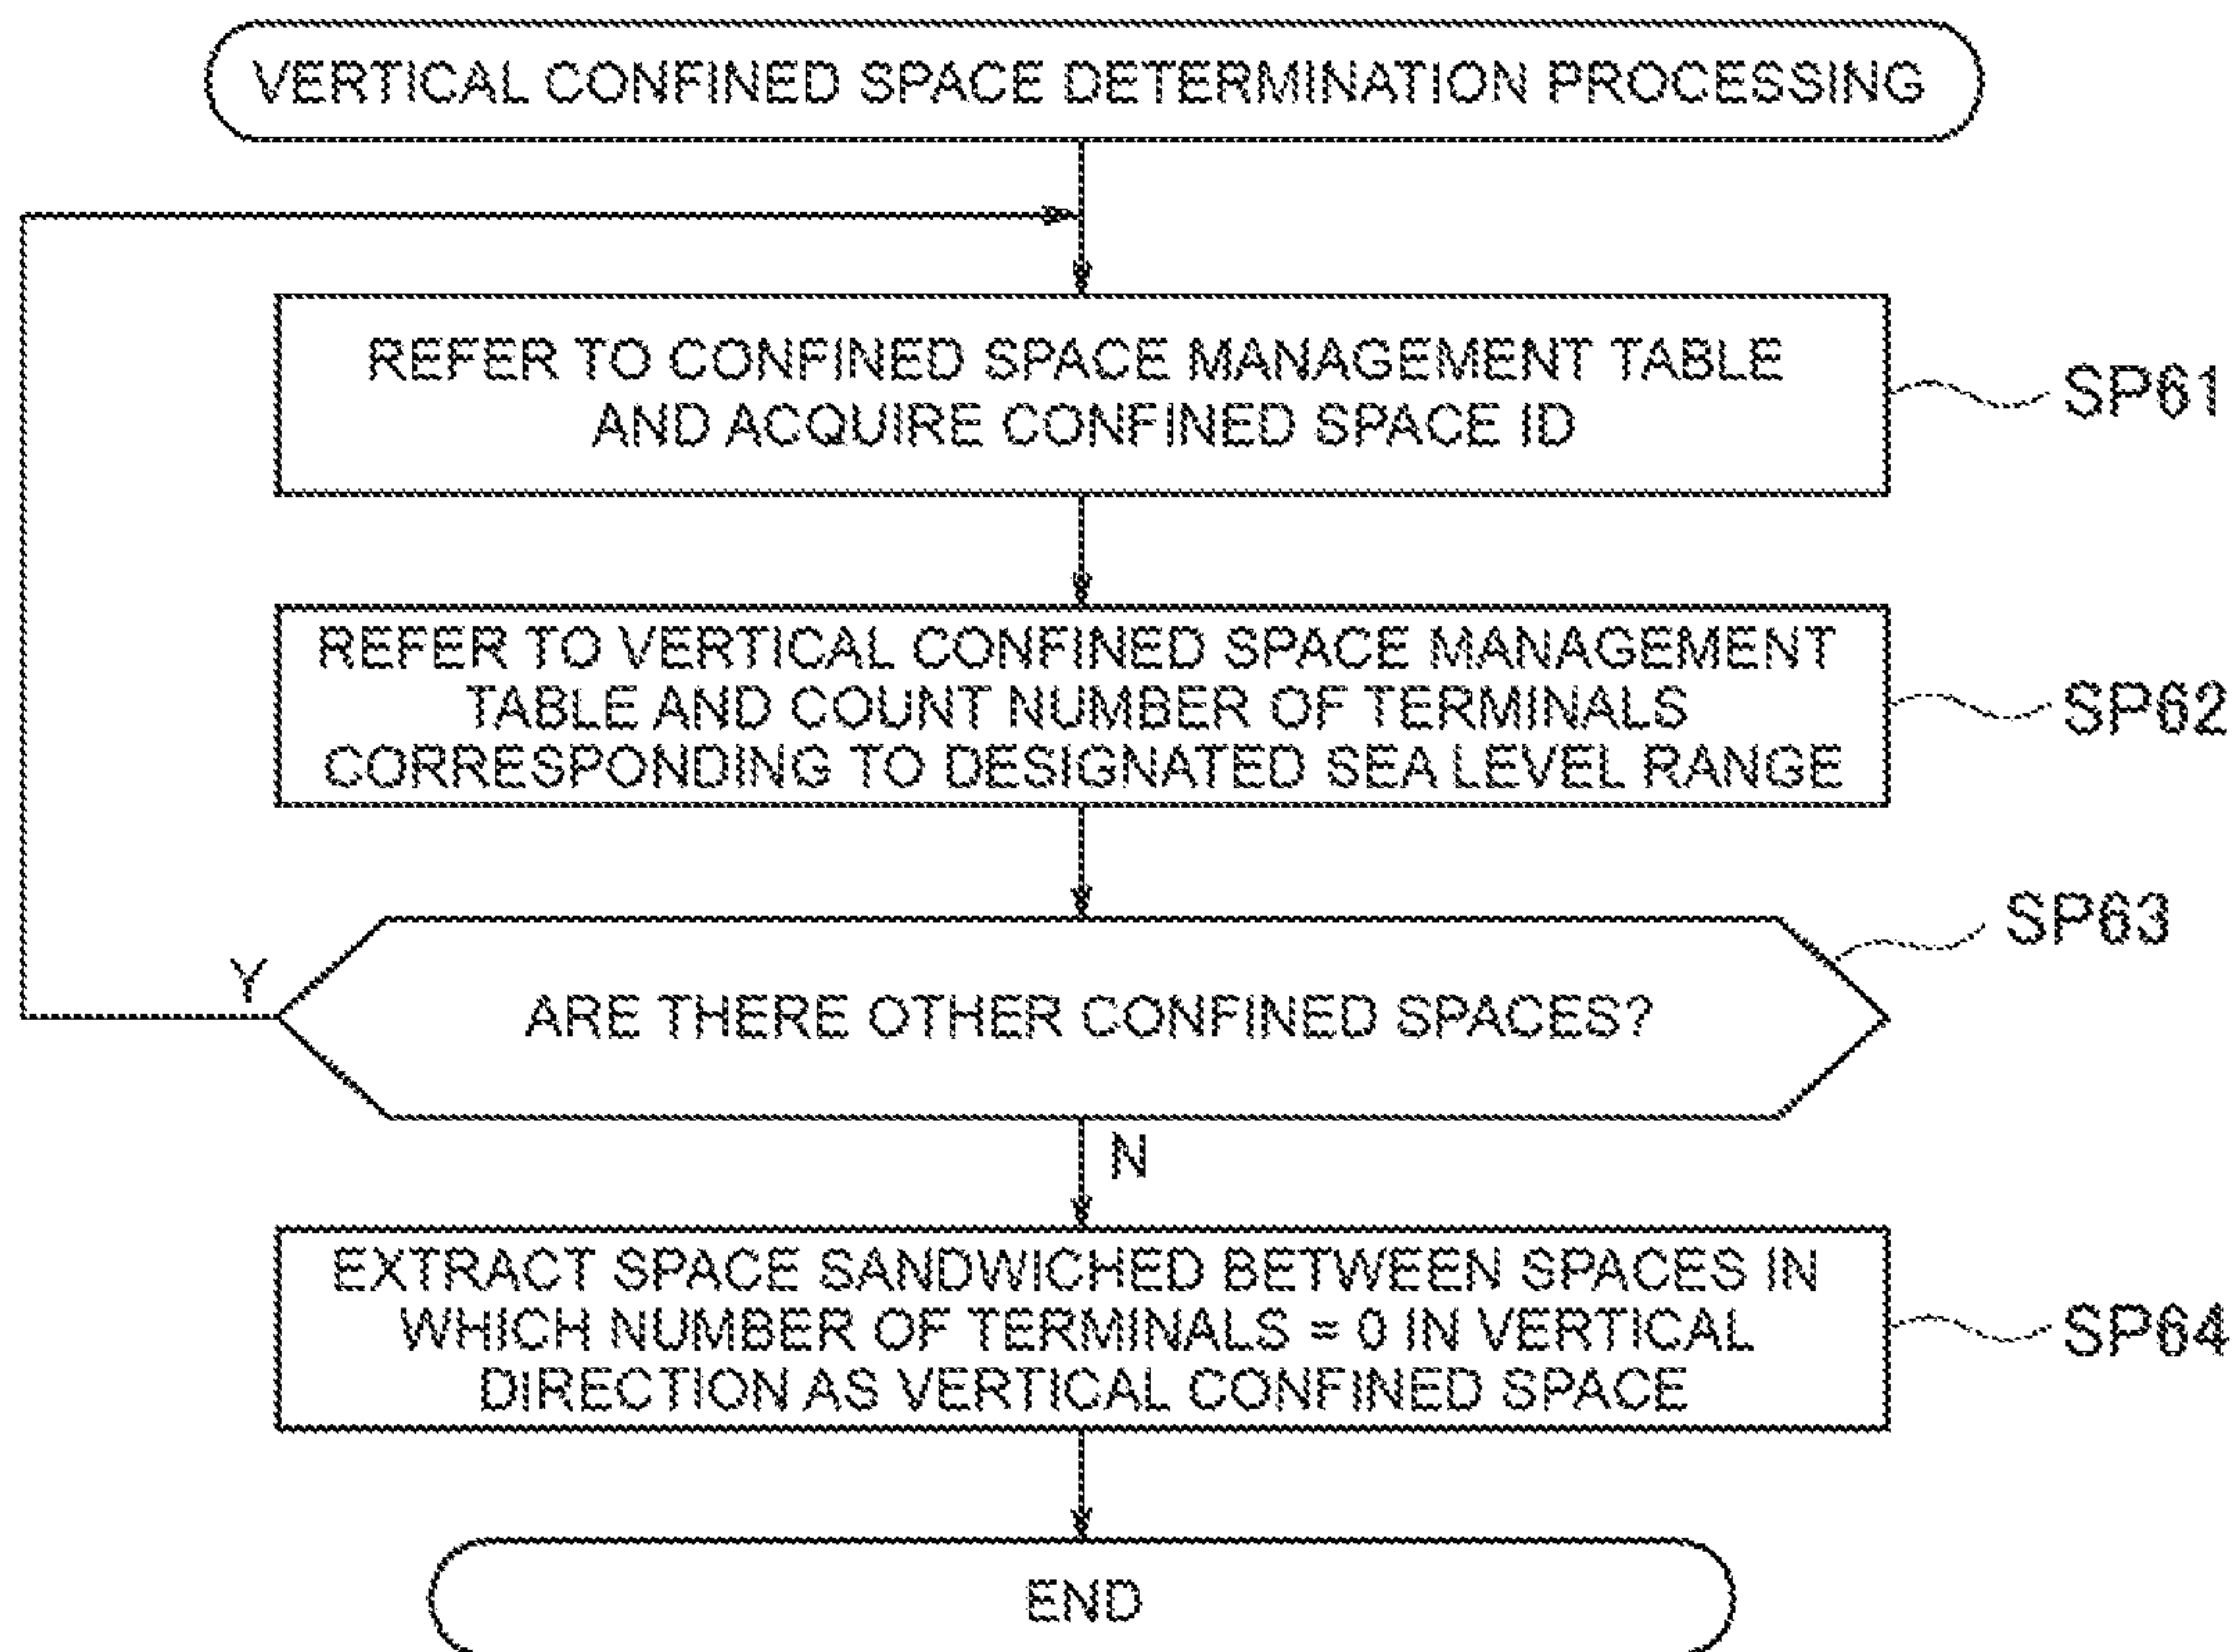 VERTICAL CONFINED SPACE DETERMINATION PROCESSING
REFER TO CONFINED SPACE MANAGEMENT TABLE
AND ACQUIRE CONFINED SPACE ID
SP61
REFER TO VERTICAL CONFINED SPACE MANAGEMENT
TABLE AND COUNT NUMBER OF TERMINALS
CORRESPONDING TO DESIGNATED SEA LEVEL RANGE
SP62
SP63
Y
ARE THERE OTHER CONFINED SPACES?
N
EXTRACT SPACE SANDWICHED BETWEEN SPACES IN
WHICH NUMBER OF TERMINALS = 0 IN VERTICAL
DIRECTION AS VERTICAL CONFINED SPACE
SP64
END